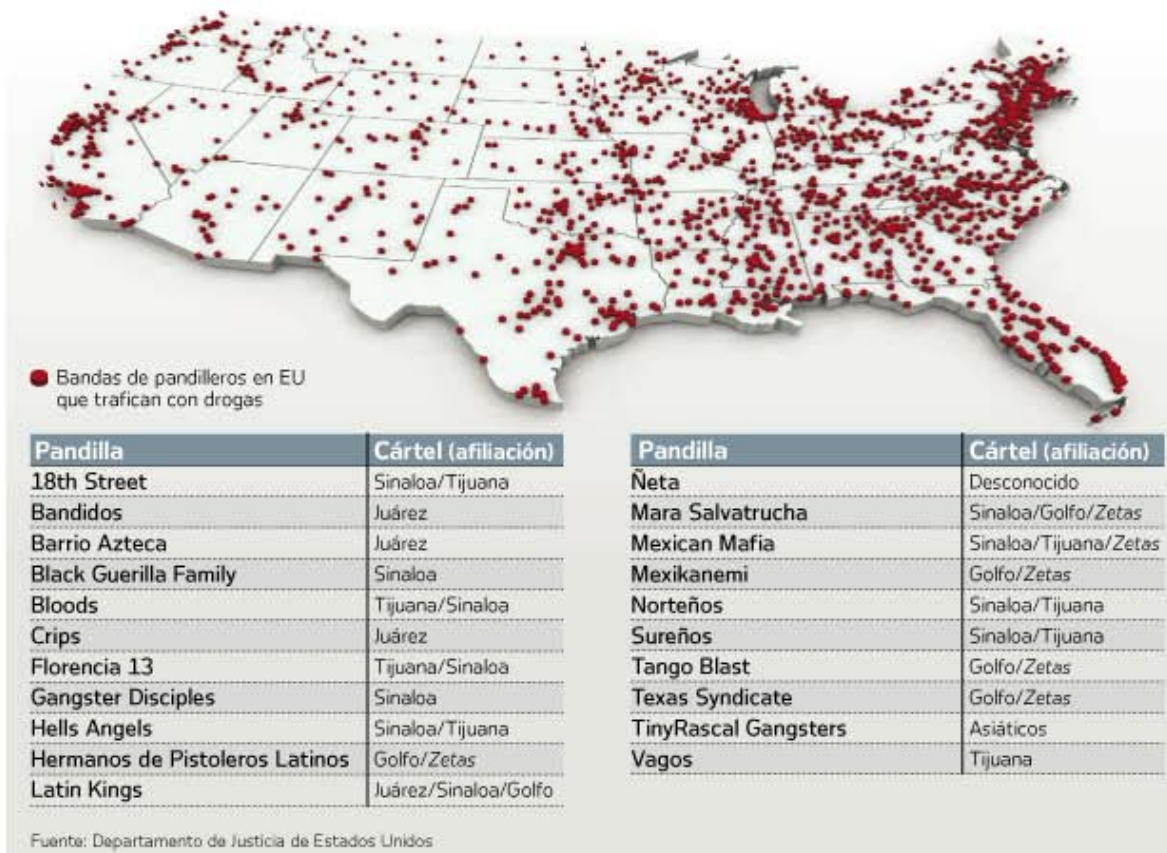 Bandas de pandilleros en EU
que trafican con drogas
Pandilla Cártel (afiliación)
18th Street Sinaloa/Tijuana
Bandidos Juárez
Barrio Azteca Juárez
Black Guerilla Family Sinaloa
Bloods Tijuana/Sinaloa
Crips Juárez
Florencia 13 Tijuana/Sinaloa
Gangster Disciples Sinaloa
Hells Angels Sinaloa/Tijuana
Hermanos de Pistoleros Latinos Golfo/Zetas
Latin Kings Juárez/Sinaloa/Golfo
Pandilla Cártel (afiliación)
Ñeta Desconocido
Mara Salvatrucha Sinaloa/Golfo/Zetas
Mexican Mafia Sinaloa/Tijuana/Zetas
Mexikanemi Golfo/Zetas
Norteños Sinaloa/Tijuana
Sureños Sinaloa/Tijuana
Tango Blast Golfo/Zetas
Texas Syndicate Golfo/Zetas
TinyRascal Gangsters Asiáticos
Vagos Tijuana
Fuente: Departamento de Justicia de Estados Unidos